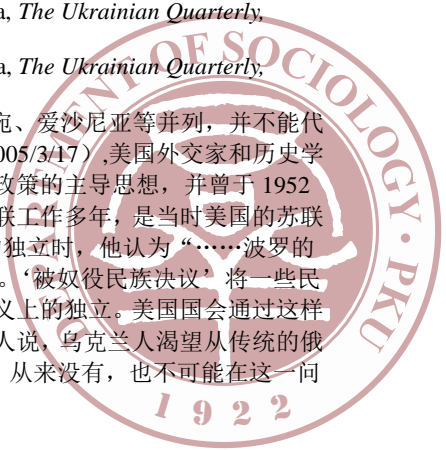 a, The Ukrainian Quarterly,
a, The Ukrainian Quarterly,
宛、爱沙尼亚等并列，并不能代
005/3/17）,美国外交家和历史学
政策的主导思想，并曾于 1952
联工作多年，是当时美国的苏联
独立时，他认为“……波罗的
。‘被奴役民族决议’将一些民
义上的独立。美国国会通过这样
人说，乌克兰人渴望从传统的俄
从来没有，也不可能在这一问
DEPARTMENT OF SOCIOLOGY · PKU
1922